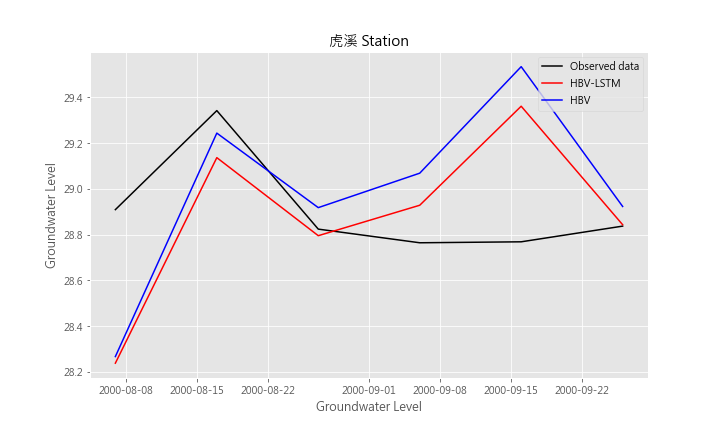 虎溪 Station
Observed data
HBV-LSTM
HBV
Groundwater Level
29.4
29.2
29.0
28.8
28.6
28.4
28.2
2000-08-08 2000-08-15 2000-08-22 2000-09-01 2000-09-08 2000-09-15 2000-09-22
Groundwater Level